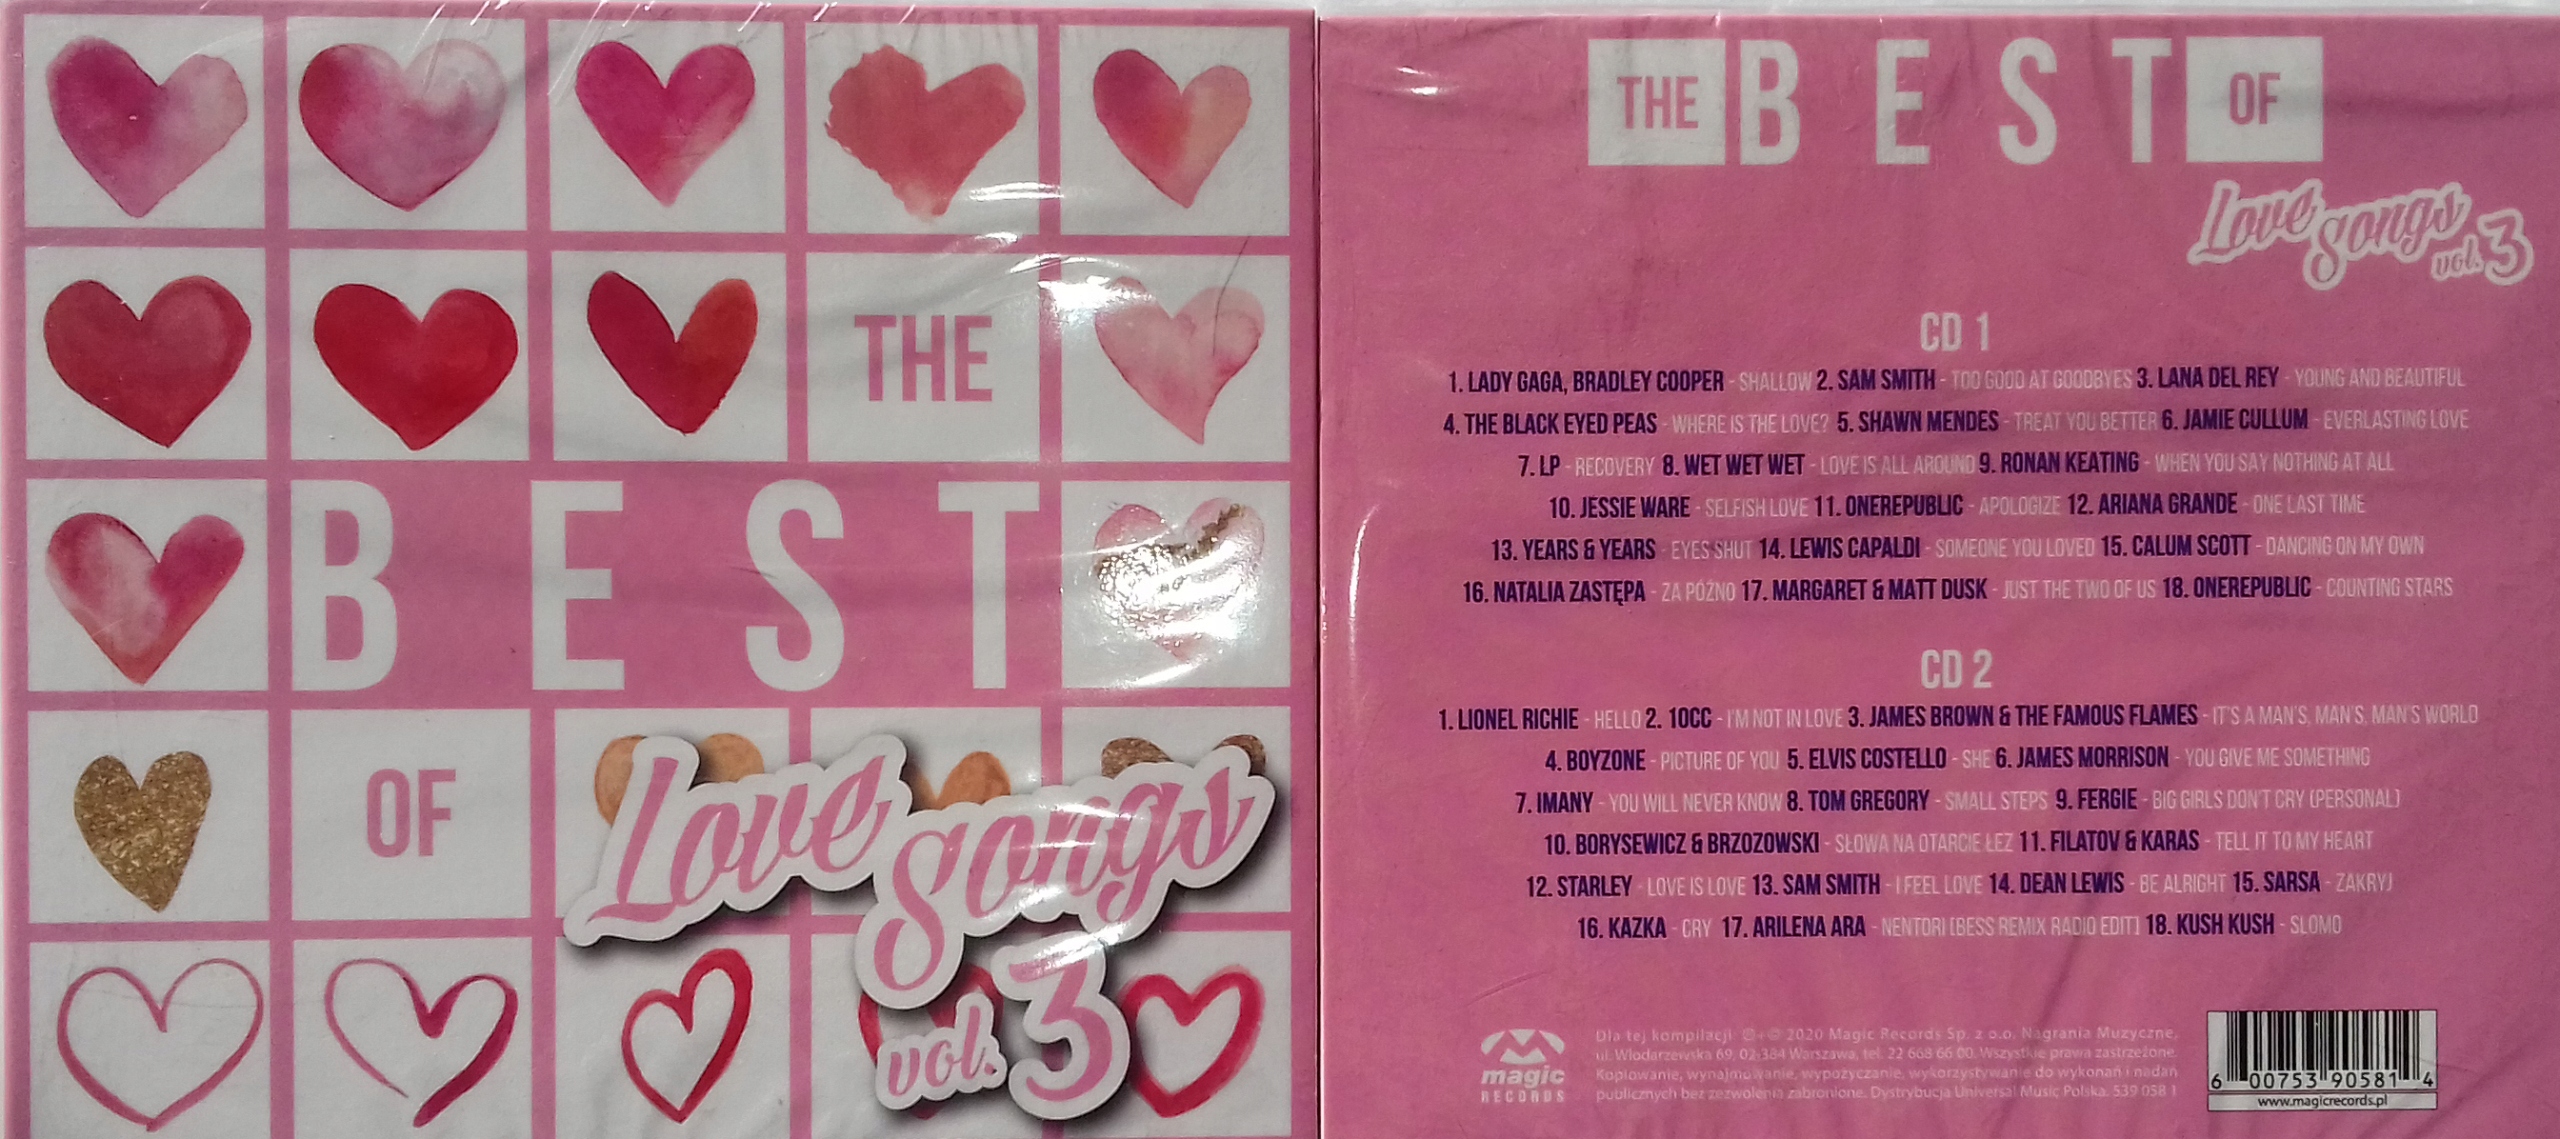 THE
BEST
OF
Love
Songs
vol. 3
THE BEST OF
Love
Songs
vol. 3
CD 1
1. LADY GAGA, BRADLEY COOPER - SHALLOW 2. SAM SMITH - TOO GOOD AT GOODBYES 3. LANA DEL REY - YOUNG AND BEAUTIFUL
4. THE BLACK EYED PEAS - WHERE IS THE LOVE? 5. SHAWN MENDES - TREAT YOU BETTER 6. JAMIE CULLUM - EVERLASTING LOVE
7. LP - RECOVERY 8. WET WET WET - LOVE IS ALL AROUND 9. RONAN KEATING - WHEN YOU SAY NOTHING AT ALL
10. JESSIE WARE - SELFISH LOVE 11. ONEREPUBLIC - APOLOGIZE 12. ARIANA GRANDE - ONE LAST TIME
13. YEARS & YEARS - EYES SHUT 14. LEWIS CAPALDI - SOMEONE YOU LOVED 15. CALUM SCOTT - DANCING ON MY OWN
16. NATALIA ZASTĘPA - ZA PÓŹNO 17. MARGARET & MATT DUSK - JUST THE TWO OF US 18. ONEREPUBLIC - COUNTING STARS
CD 2
1. LIONEL RICHIE - HELLO 2. 10CC - I'M NOT IN LOVE 3. JAMES BROWN & THE FAMOUS FLAMES - IT'S A MAN'S, MAN'S, MAN'S WORLD
4. BOYZONE - PICTURE OF YOU 5. ELVIS COSTELLO - SHE 6. JAMES MORRISON - YOU GIVE ME SOMETHING
7. IMANY - YOU WILL NEVER KNOW 8. TOM GREGORY - SMALL STEPS 9. FERGIE - BIG GIRLS DON'T CRY (PERSONAL)
10. BORYSEWICZ & BRZOZOWSKI - SŁOWA NA OTARCIE ŁEZ 11. FILATOV & KARAS - TELL IT TO MY HEART
12. STARLEY - LOVE IS LOVE 13. SAM SMITH - I FEEL LOVE 14. DEAN LEWIS - BE ALRIGHT 15. SARSA - ZAKRYJ
16. KAZKA - CRY 17. ARILENA ARA - NENTORI (BESS REMIX RADIO EDIT) 18. KUSH KUSH - SLOMO
magic
RECORDS
Dla tej kompilacji: ℗+© 2020 Magic Records Sp. z o.o. Nagrania Muzyczne,
ul. Włodarzewska 69, 02-384 Warszawa, tel. 22 668 66 00. Wszystkie prawa zastrzeżone.
Kopiowanie, wynajmowanie, wypożyczanie, wykorzystywanie do wykonań i nadań
publicznych bez zezwolenia zabronione. Dystrybucja Universal Music Polska. 539 058 1
6 00753 90581 4
www.magicrecords.pl